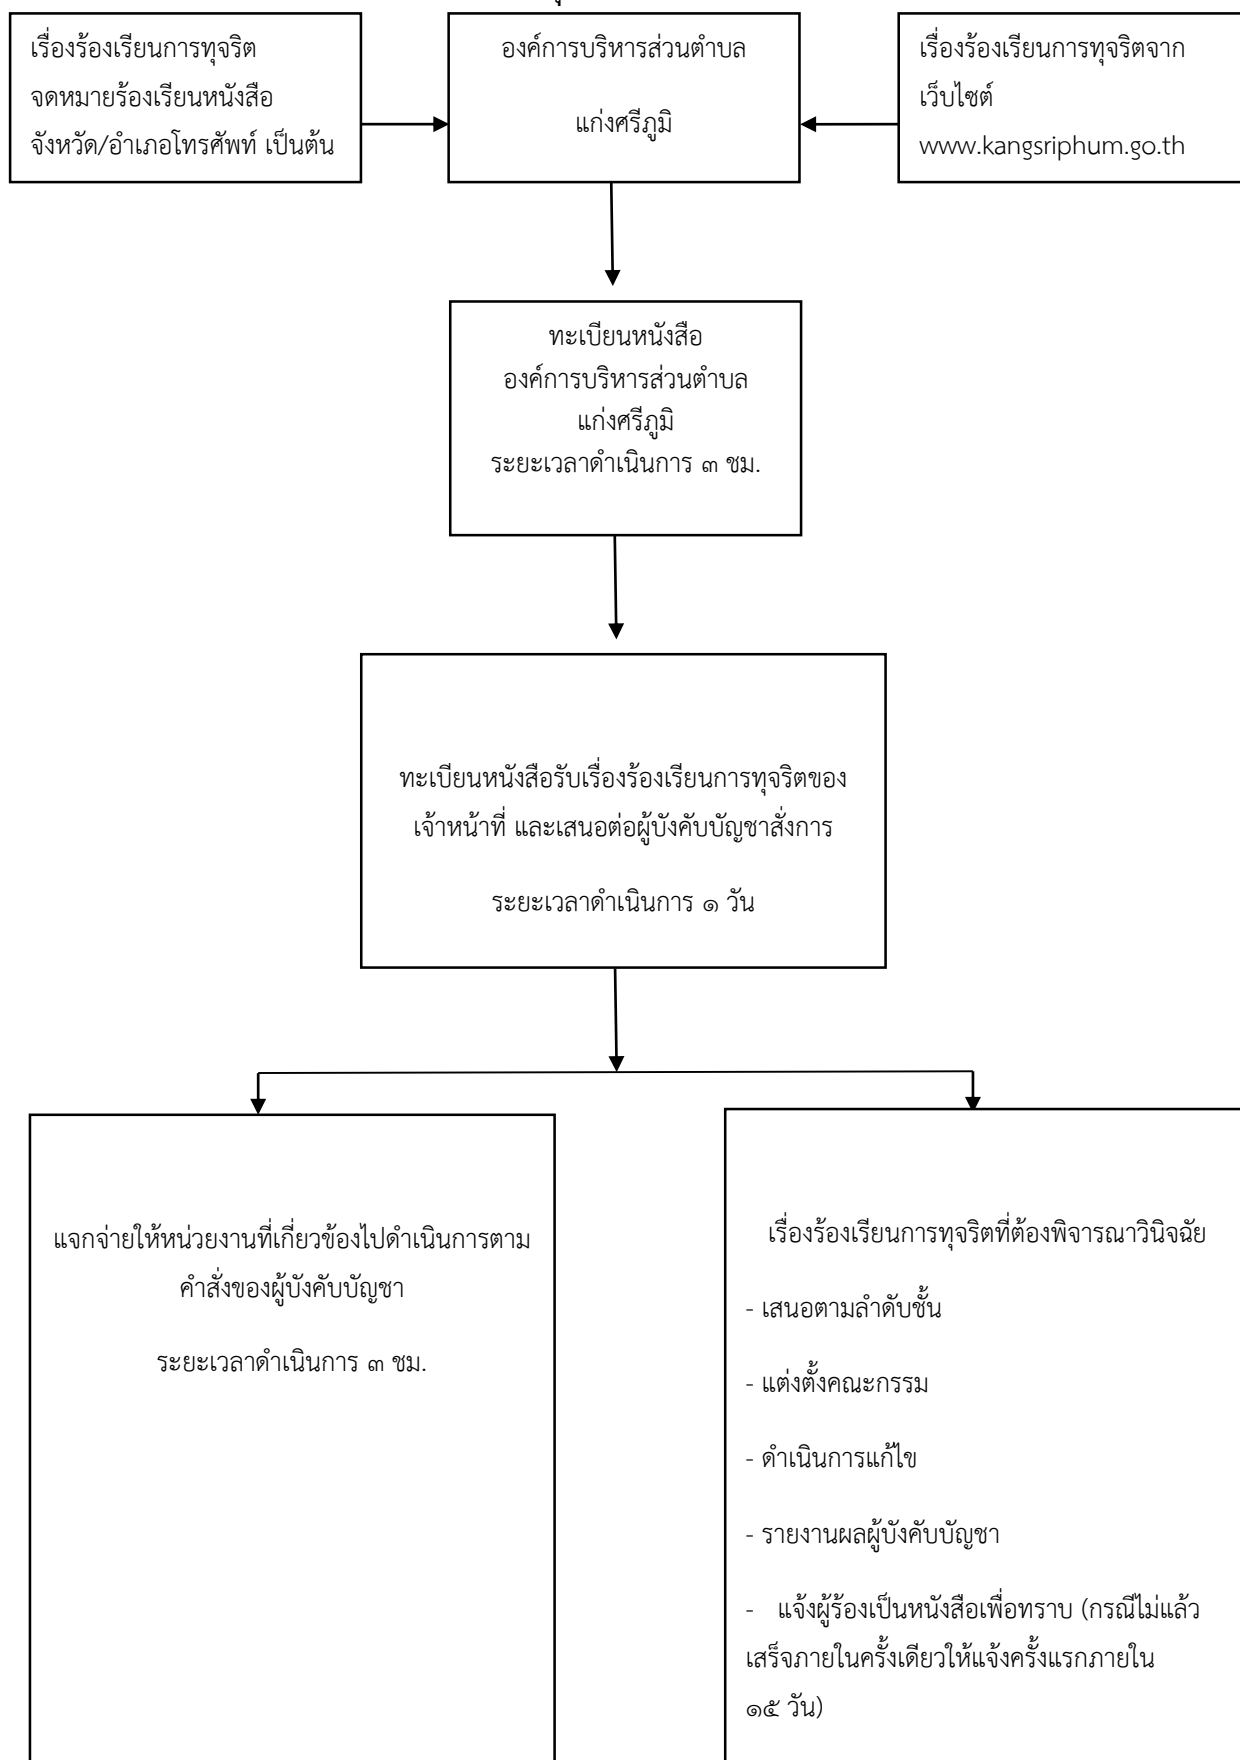 เรื่องร้องเรียนการทุจริต
จดหมายร้องเรียนหนังสือ
จังหวัด/อำเภอโทรศัพท์ เป็นต้น
องค์การบริหารส่วนตำบล
แก่งศรีภูมิ
เรื่องร้องเรียนการทุจริตจาก
เว็บไซต์
www.kangsriphum.go.th
ทะเบียนหนังสือ
องค์การบริหารส่วนตำบล
แก่งศรีภูมิ
ระยะเวลาดำเนินการ ๓ ชม.
ทะเบียนหนังสือรับเรื่องร้องเรียนการทุจริตของ
เจ้าหน้าที่ และเสนอต่อผู้บังคับบัญชาสั่งการ
ระยะเวลาดำเนินการ ๑ วัน
แจกจ่ายให้หน่วยงานที่เกี่ยวข้องไปดำเนินการตาม
คำสั่งของผู้บังคับบัญชา
ระยะเวลาดำเนินการ ๓ ชม.
เรื่องร้องเรียนการทุจริตที่ต้องพิจารณาวินิจฉัย
- เสนอตามลำดับชั้น
- แต่งตั้งคณะกรรม
- ดำเนินการแก้ไข
- รายงานผลผู้บังคับบัญชา
- แจ้งผู้ร้องเป็นหนังสือเพื่อทราบ (กรณีไม่แล้ว
เสร็จภายในครั้งเดียวให้แจ้งครั้งแรกภายใน
๑๕ วัน)